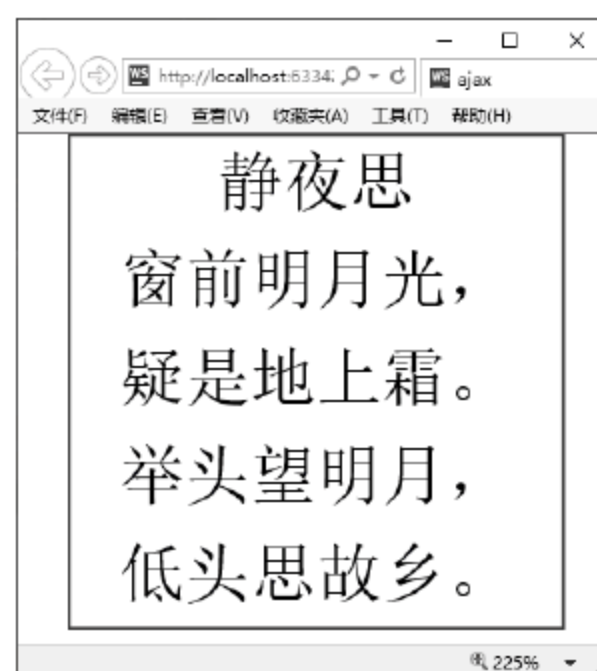 http://localhost:6334
ajax
文件(F) 编辑(E) 查看(V) 收藏夹(A) 工具(T) 帮助(H)
静夜思
窗前明月光，
疑是地上霜。
举头望明月，
低头思故乡。
225%